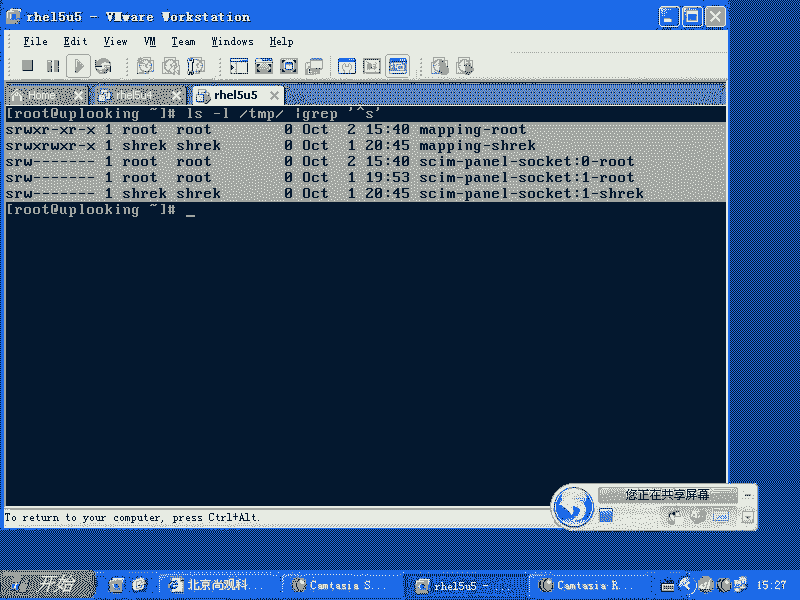 rhel5u5 - VMware Workstation
File Edit View VM Team Windows Help
Home rhel5u4 rhel5u5
[root@uplooking ~]# ls -l /tmp/ |grep '^s'
srwxr-xr-x 1 root root 0 Oct 2 15:40 mapping-root
srwxrwxr-x 1 shrek shrek 0 Oct 1 20:45 mapping-shrek
srw------- 1 root root 0 Oct 2 15:40 scim-panel-socket:0-root
srw------- 1 root root 0 Oct 1 19:53 scim-panel-socket:1-root
srw------- 1 shrek shrek 0 Oct 1 20:45 scim-panel-socket:1-shrek
[root@uplooking ~]# _
您正在共享屏幕
To return to your computer, press Ctrl+Alt.
开始 北京尚观科... Camtasia S... rhel5u5 - Camtasia R... 15:27